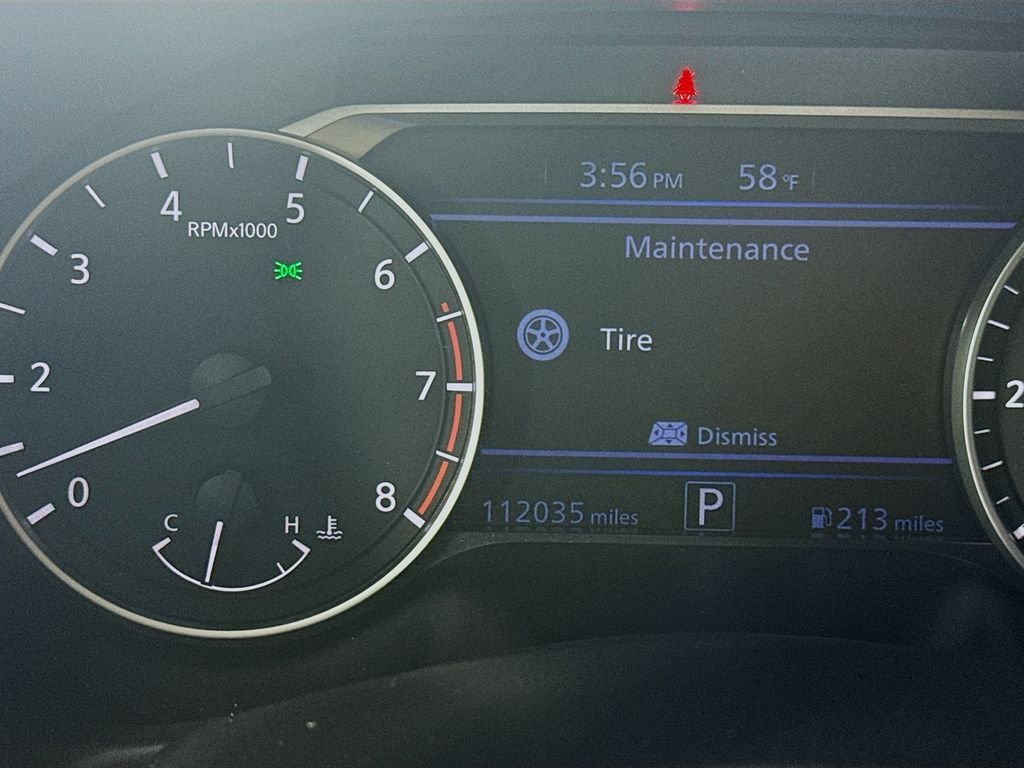 3:56 PM 58 °F
Maintenance
Tire
Dismiss
112035 miles P 213 miles
4 5
RPMx1000
3 6
2 7
0 8
C H
2